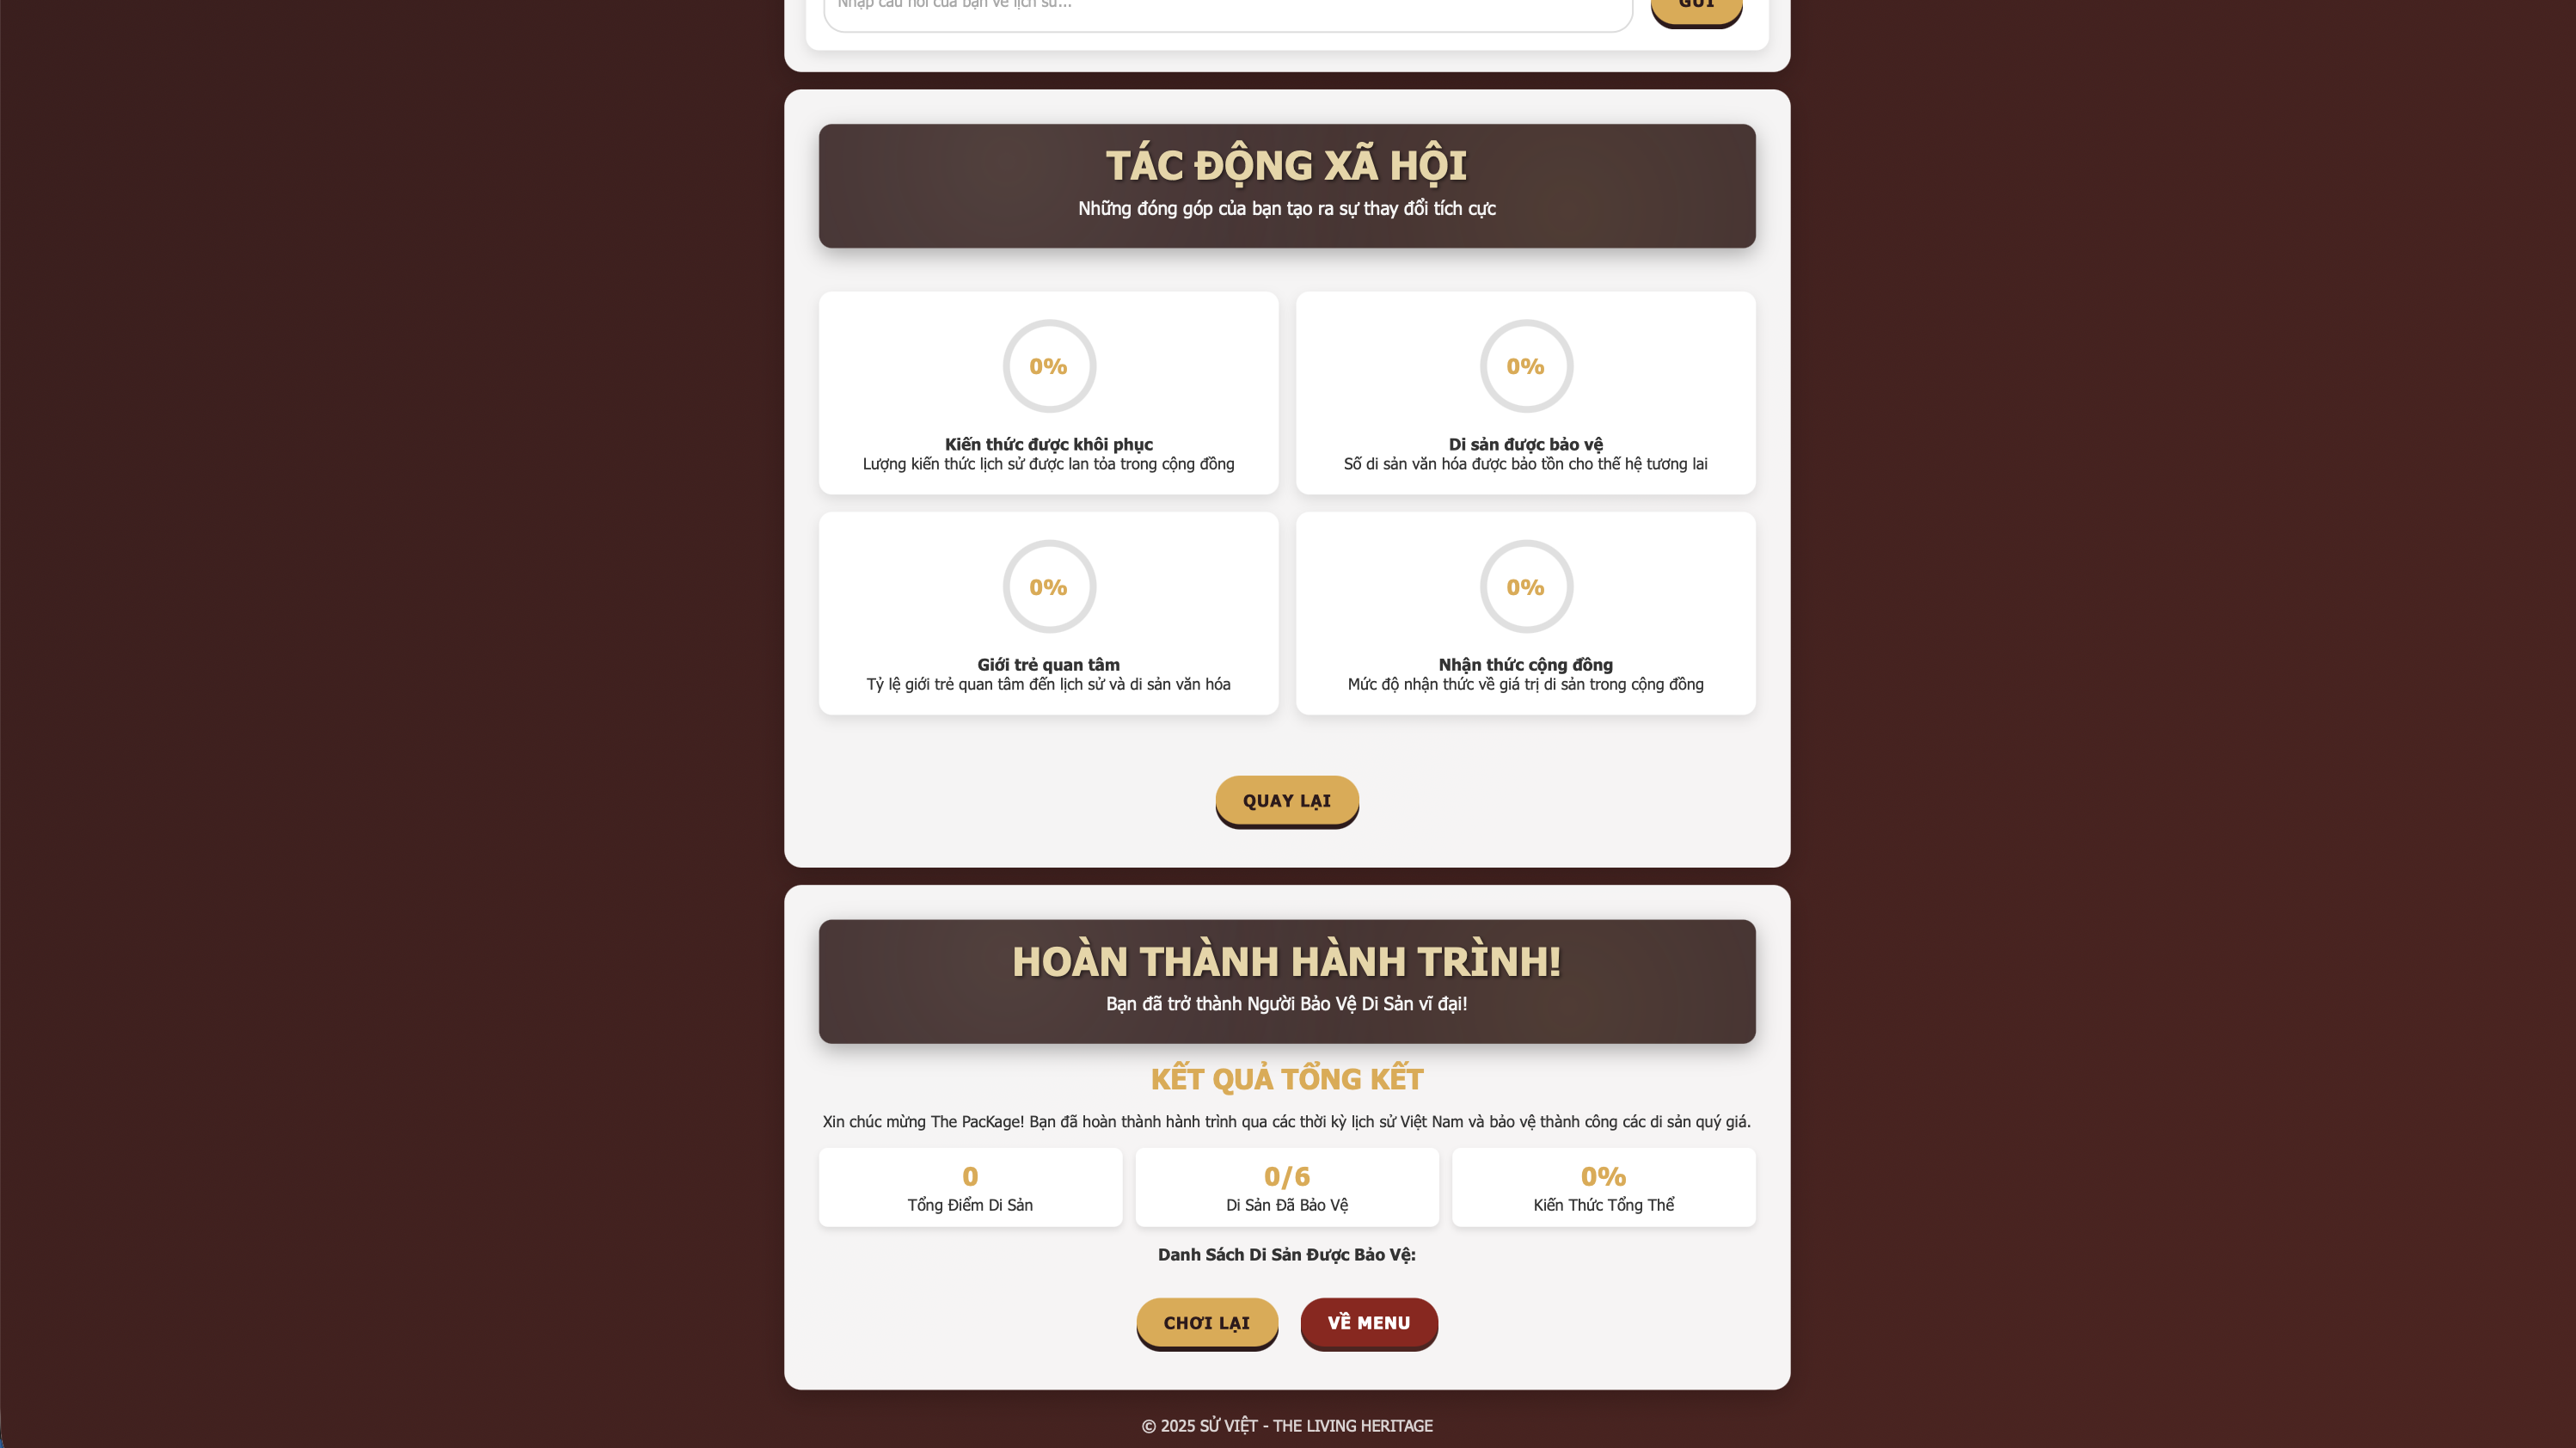 Nhập câu hỏi của bạn về lịch sử...
GỬI
TÁC ĐỘNG XÃ HỘI
Những đóng góp của bạn tạo ra sự thay đổi tích cực
0%
0%
Kiến thức được khôi phục
Di sản được bảo vệ
Lượng kiến thức lịch sử được lan tỏa trong cộng đồng
Số di sản văn hóa được bảo tồn cho thế hệ tương lai
0%
0%
Giới trẻ quan tâm
Nhận thức cộng đồng
Tỷ lệ giới trẻ quan tâm đến lịch sử và di sản văn hóa
Mức độ nhận thức về giá trị di sản trong cộng đồng
QUAY LẠI
HOÀN THÀNH HÀNH TRÌNH!
Bạn đã trở thành Người Bảo Vệ Di Sản vĩ đại!
KẾT QUẢ TỔNG KẾT
Xin chúc mừng The PacKage! Bạn đã hoàn thành hành trình qua các thời kỳ lịch sử Việt Nam và bảo vệ thành công các di sản quý giá.
0
0/6
0%
Tổng Điểm Di Sản
Di Sản Đã Bảo Vệ
Kiến Thức Tổng Thể
Danh Sách Di Sản Được Bảo Vệ:
CHƠI LẠI
VỀ MENU
© 2025 SỬ VIỆT - THE LIVING HERITAGE